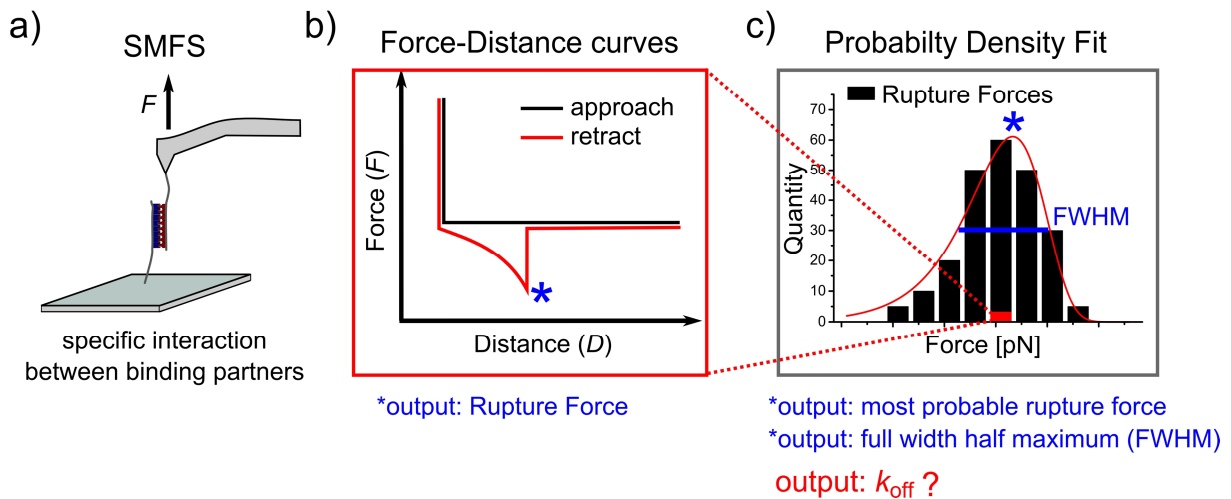 a)
SMFS
F
specific interaction
between binding partners
b)
Force-Distance curves
approach
retract
Force (F)
Distance (D)
*
*output: Rupture Force
c)
Probabilty Density Fit
Rupture Forces
*
70
60
50
40
30
20
10
0
Quantity
FWHM
Force [pN]
*output: most probable rupture force
*output: full width half maximum (FWHM)
output: koff ?